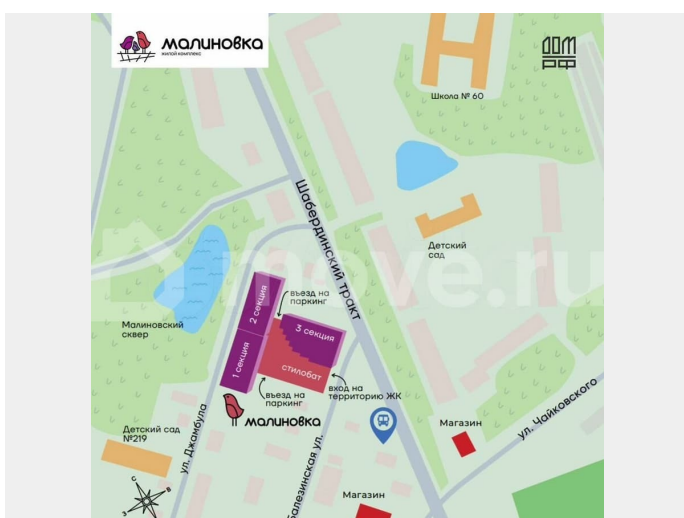 малиновка
жилой комплекс
ДОМ
РФ
Школа № 60
Шабердинский тракт
Детский
сад
move.ru
въезд на
паркинг
2 секция
3 секция
Малиновский
сквер
1 секция
стилобат
въезд на
паркинг
вход на
территорию ЖК
малиновка
ул. Джамбула
Детский сад
№219
Магазин
ул. Чайковского
балезинская ул.
Магазин
С
В
З